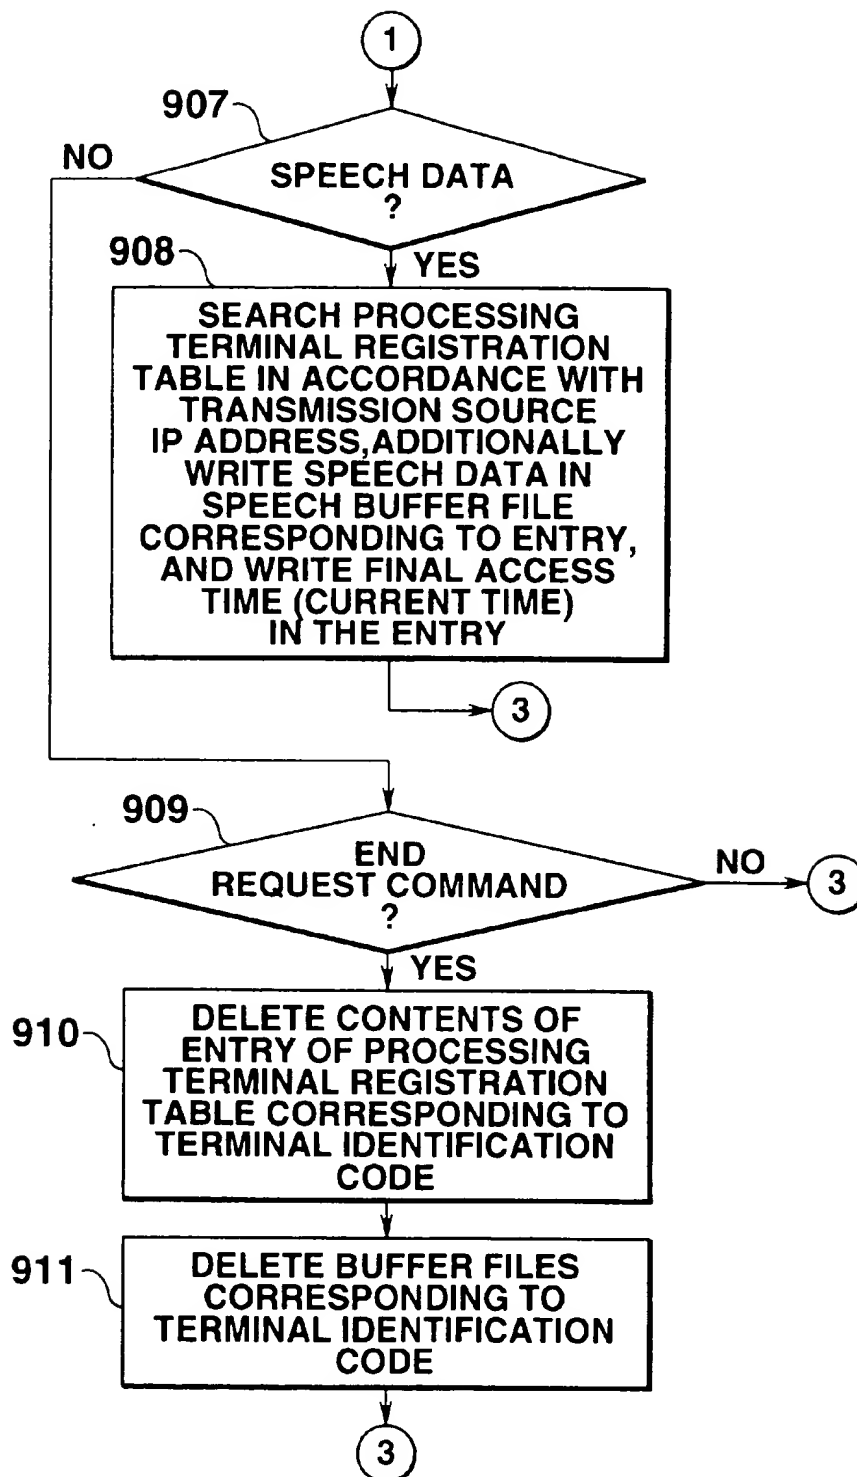 1
907
NO
SPEECH DATA
?
908
YES
SEARCH PROCESSING
TERMINAL REGISTRATION
TABLE IN ACCORDANCE WITH
TRANSMISSION SOURCE
IP ADDRESS,ADDITIONALLY
WRITE SPEECH DATA IN
SPEECH BUFFER FILE
CORRESPONDING TO ENTRY,
AND WRITE FINAL ACCESS
TIME (CURRENT TIME)
IN THE ENTRY
3
909
END
REQUEST COMMAND
?
NO
3
YES
910
DELETE CONTENTS OF
ENTRY OF PROCESSING
TERMINAL REGISTRATION
TABLE CORRESPONDING TO
TERMINAL IDENTIFICATION
CODE
911
DELETE BUFFER FILES
CORRESPONDING TO
TERMINAL IDENTIFICATION
CODE
3